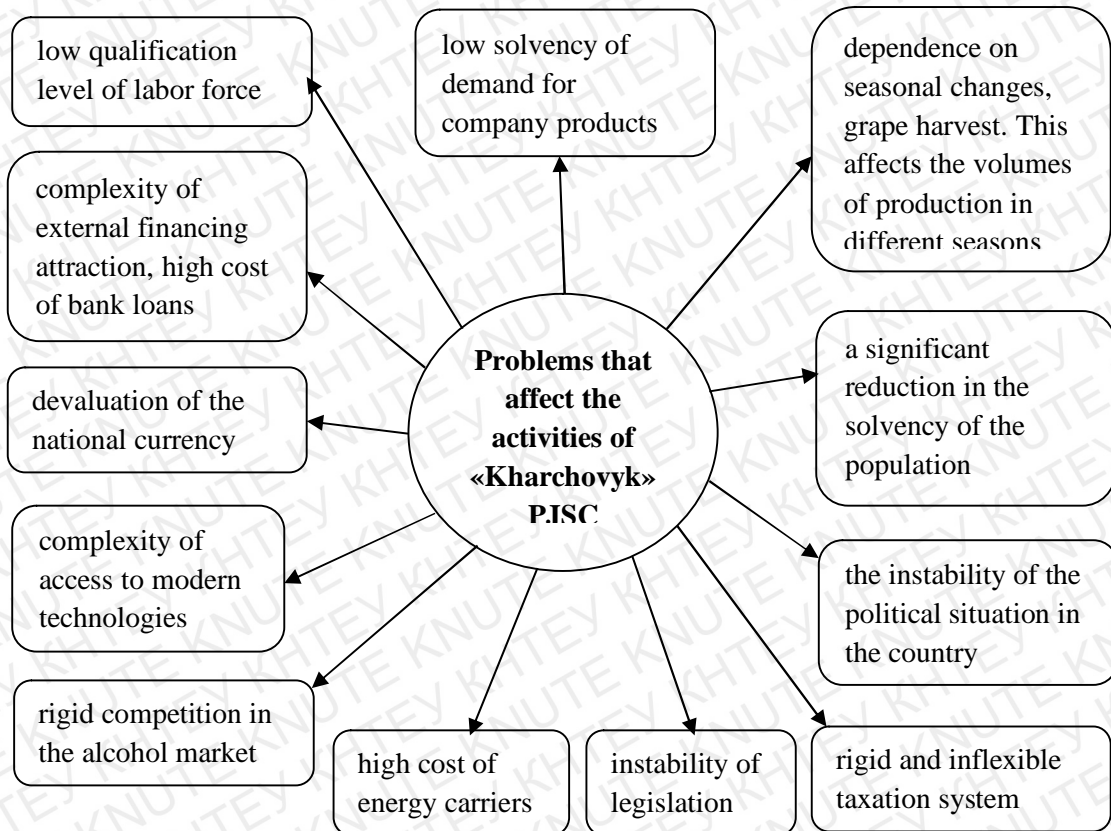 low qualification
level of labor force
low solvency of
demand for
company products
dependence on
seasonal changes,
grape harvest. This
affects the volumes
of production in
different seasons
complexity of
external financing
attraction, high cost
of bank loans
Problems that
affect the
activities of
«Kharchovyk»
PJSC
a significant
reduction in the
solvency of the
population
devaluation of the
national currency
complexity of
access to modern
technologies
the instability of the
political situation in
the country
rigid competition in
the alcohol market
high cost of
energy carriers
instability of
legislation
rigid and inflexible
taxation system